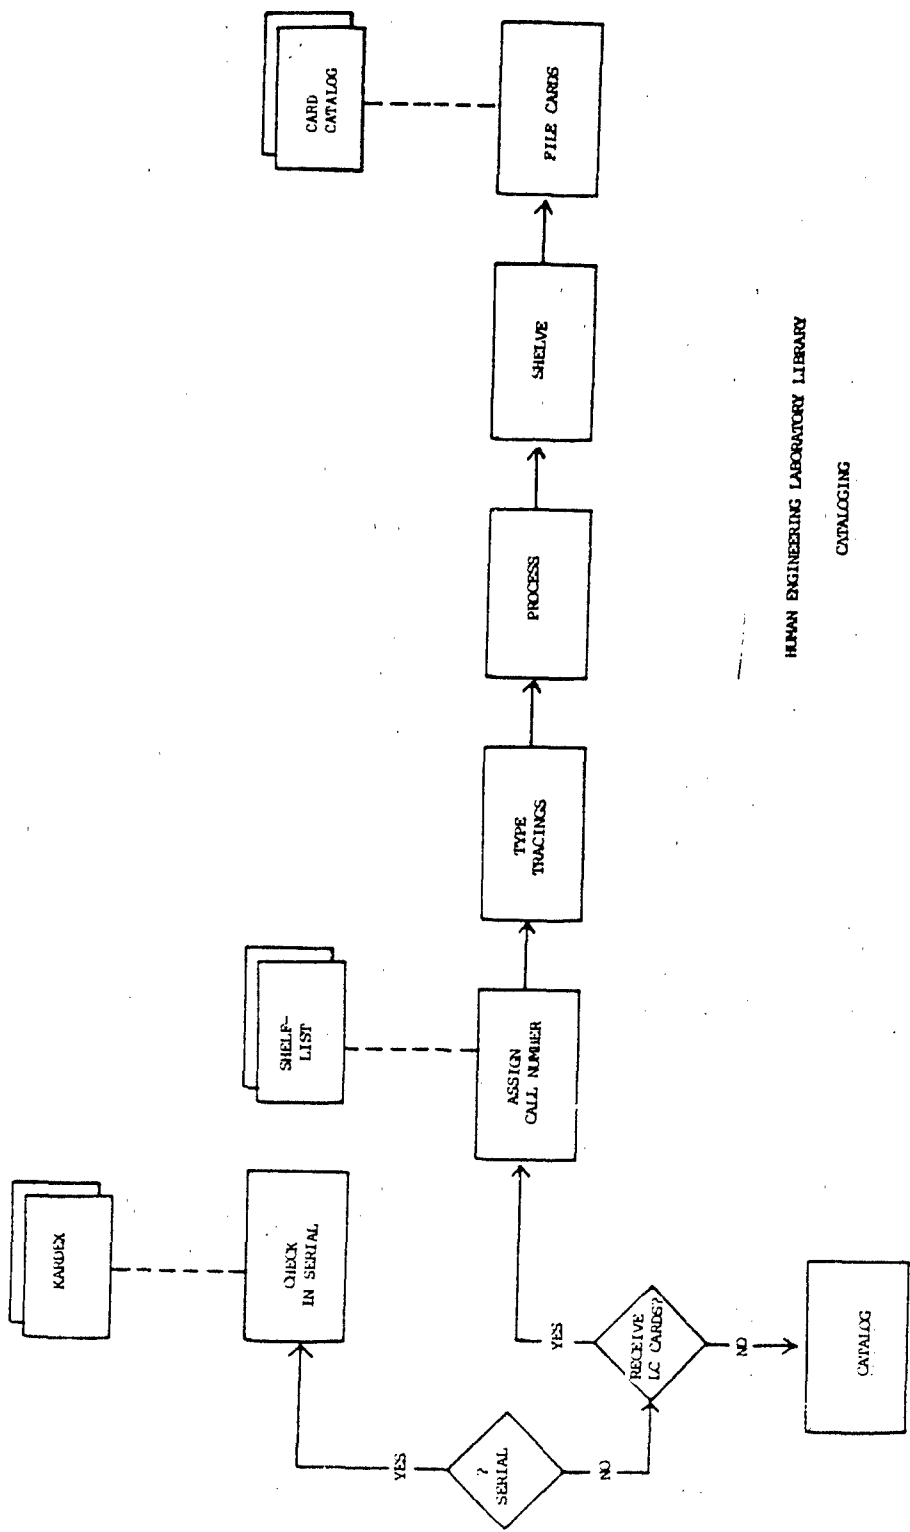 KARDEX
CHECK
IN SERIAL
SHELF-
LIST
CARD
CATALOG
?
SERIAL
YES
NO
RECEIVE
LC CARDS?
YES
NO
CATALOG
ASSIGN
CALL NUMBER
TYPE
TRACINGS
PROCESS
SHELVE
FILE CARDS
HUMAN ENGINEERING LABORATORY LIBRARY
CATALOGING